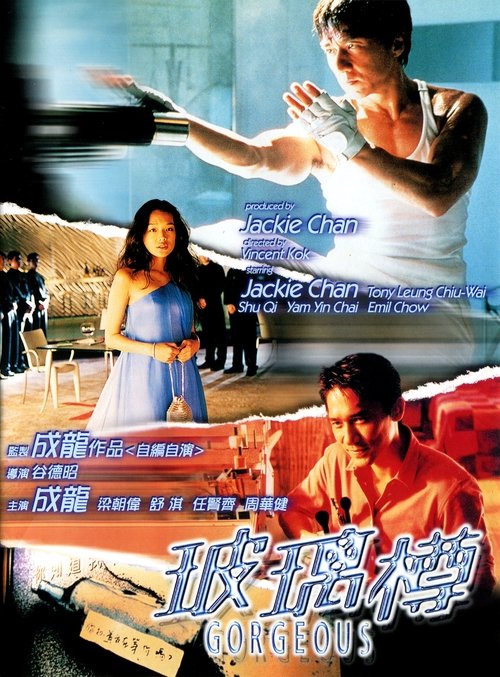 produced by
Jackie Chan
directed by
Vincent Kok
starring
Jackie Chan Tony Leung Chiu-Wai
Shu Qi Yam Yin Chai Emil Chow
監製 成龍作品<自編自演>
導演 谷德昭
主演 成龍 梁朝偉 舒淇 任賢齊 周華健
玻璃樽
GORGEOUS